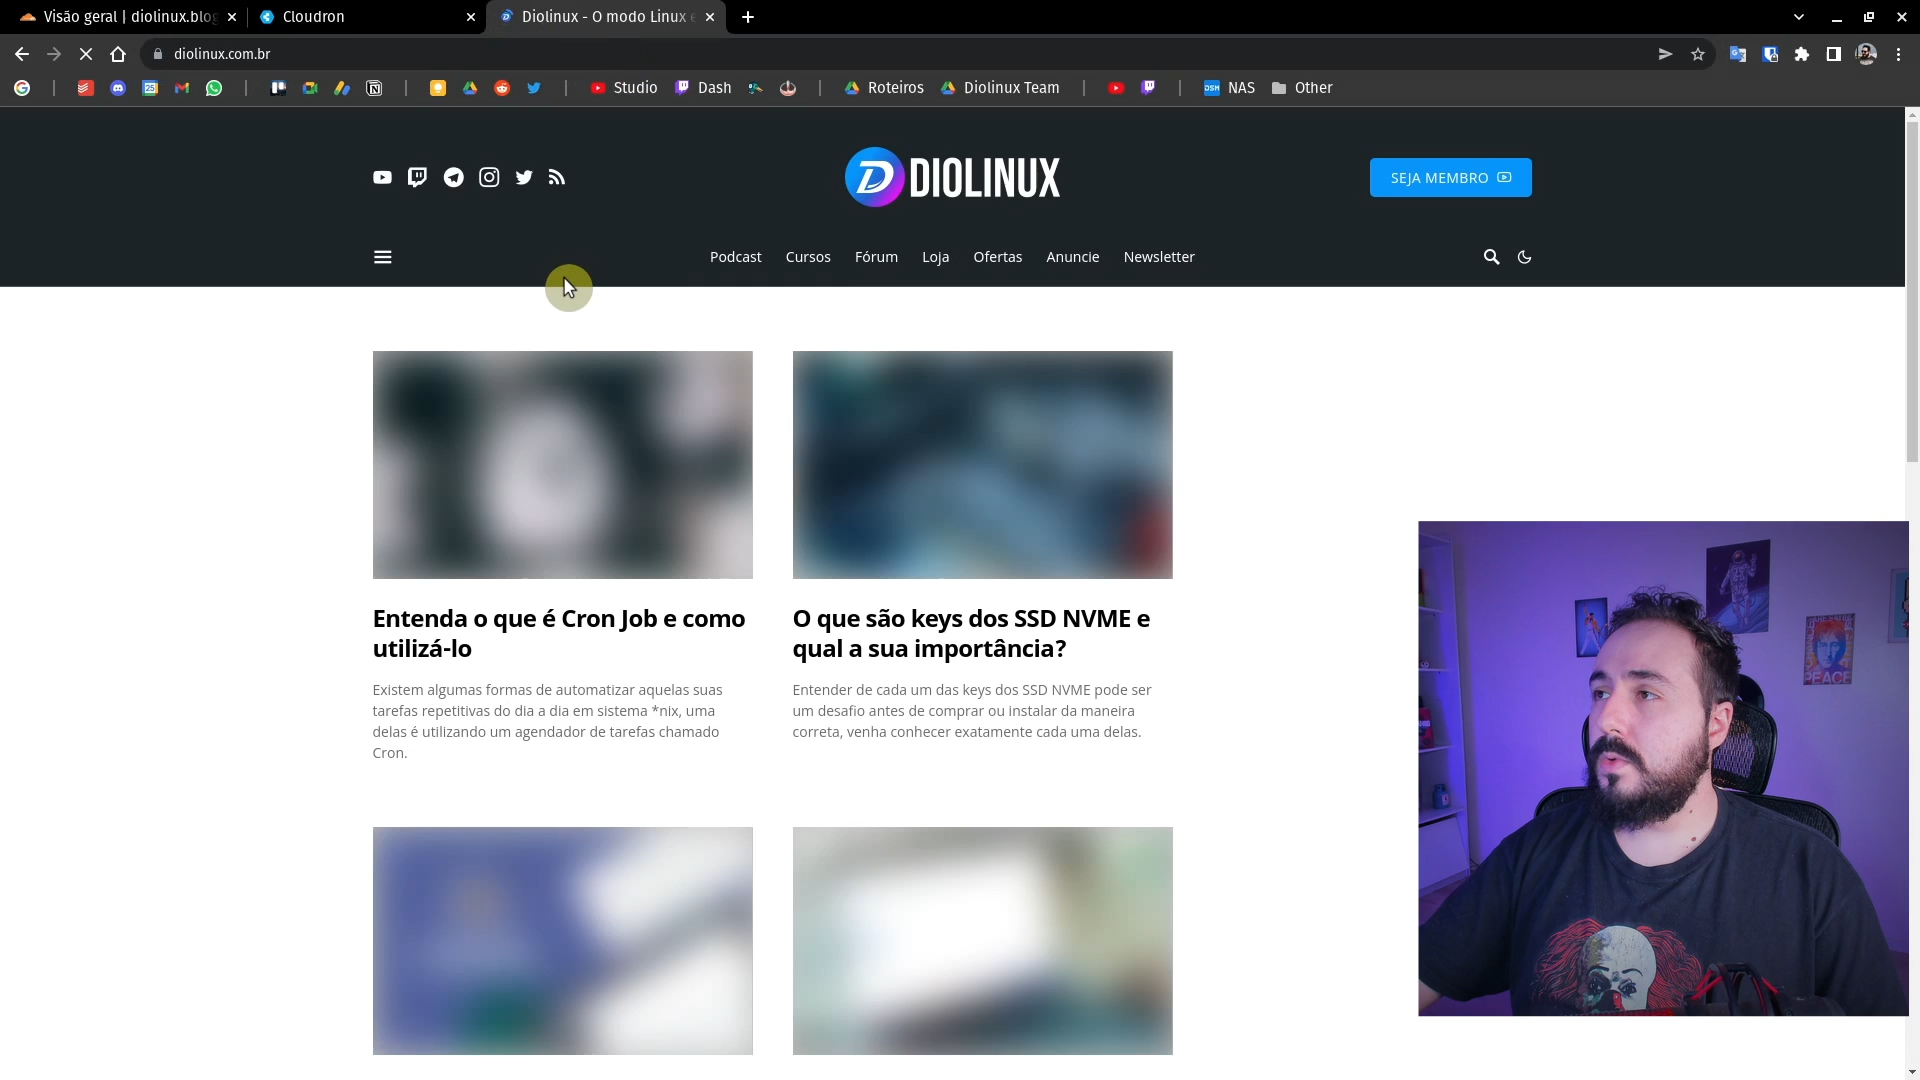 Visão geral | diolinux.blog
Cloudron
Diolinux - O modo Linux e
diolinux.com.br
Studio
Dash
Roteiros
Diolinux Team
NAS
Other
DIOLINUX
SEJA MEMBRO
Podcast
Cursos
Fórum
Loja
Ofertas
Anuncie
Newsletter
Entenda o que é Cron Job e como
utilizá-lo
Existem algumas formas de automatizar aquelas suas
tarefas repetitivas do dia a dia em sistema *nix, uma
delas é utilizando um agendador de tarefas chamado
Cron.
O que são keys dos SSD NVME e
qual a sua importância?
Entender de cada um das keys dos SSD NVME pode ser
um desafio antes de comprar ou instalar da maneira
correta, venha conhecer exatamente cada uma delas.
PEACE